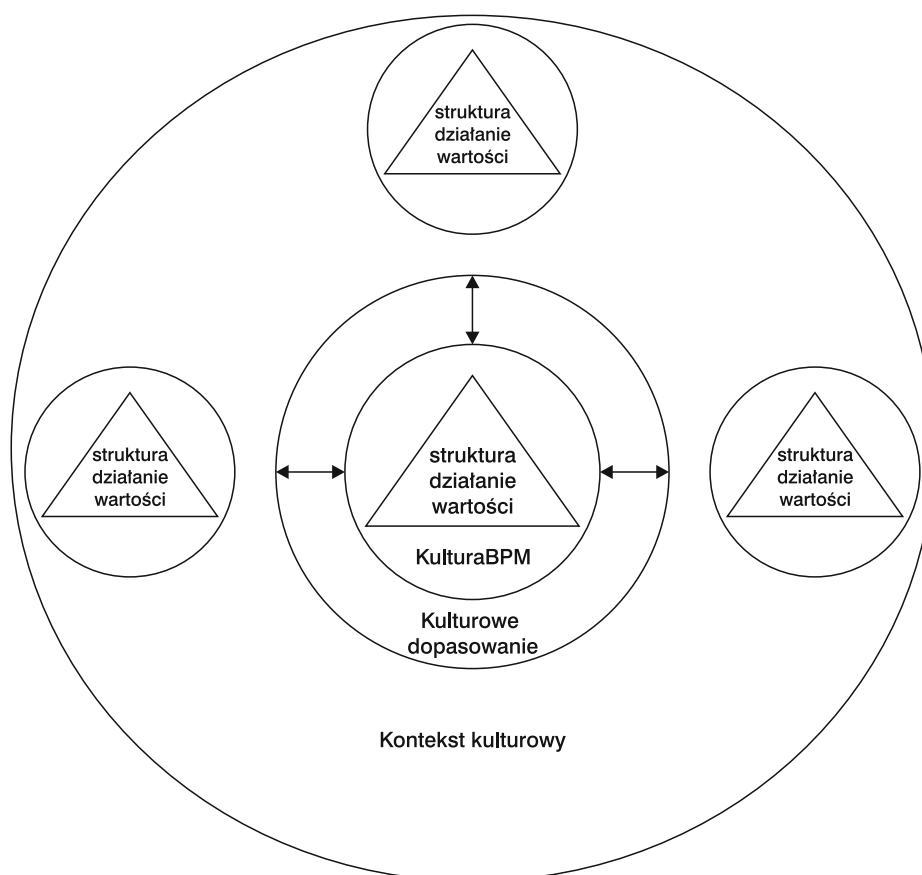 struktura
działanie
wartości
struktura
działanie
wartości
struktura
działanie
wartości
KulturaBPM
struktura
działanie
wartości
Kulturowe
dopasowanie
Kontekst kulturowy